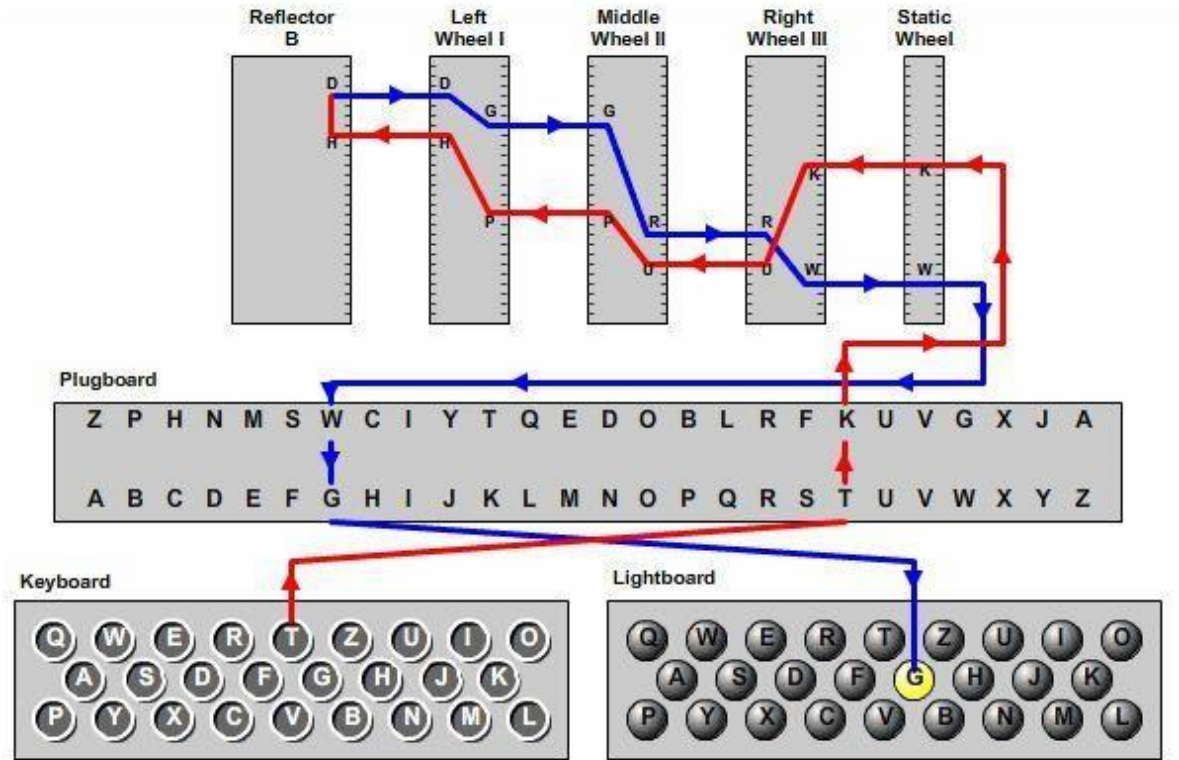 Reflector B
Left Wheel I
Middle Wheel II
Right Wheel III
Static Wheel
D D G G
H H K K
P P R R
U U W W
Plugboard
Z P H N M S W C I Y T Q E D O B L R F K U V G X J A
A B C D E F G H I J K L M N O P Q R S T U V W X Y Z
Keyboard
Q W E R T Z U I O
A S D F G H J K
P Y X C V B N M L
Lightboard
Q W E R T Z U I O
A S D F G H J K
P Y X C V B N M L